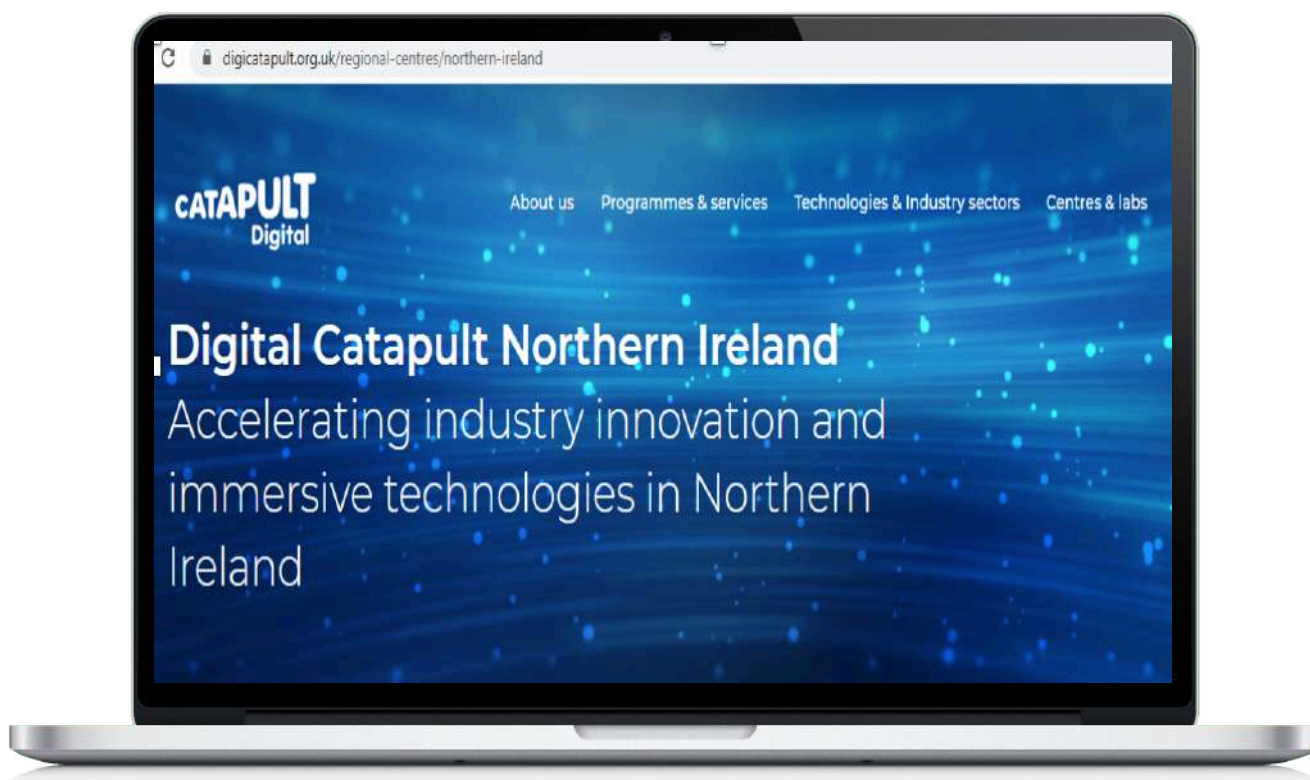 digicatapult.org.uk/regional-centres/northern-ireland
CATAPULT
Digital
About us Programmes & services Technologies & Industry sectors Centres & labs
Digital Catapult Northern Ireland
Accelerating industry innovation and
immersive technologies in Northern
Ireland